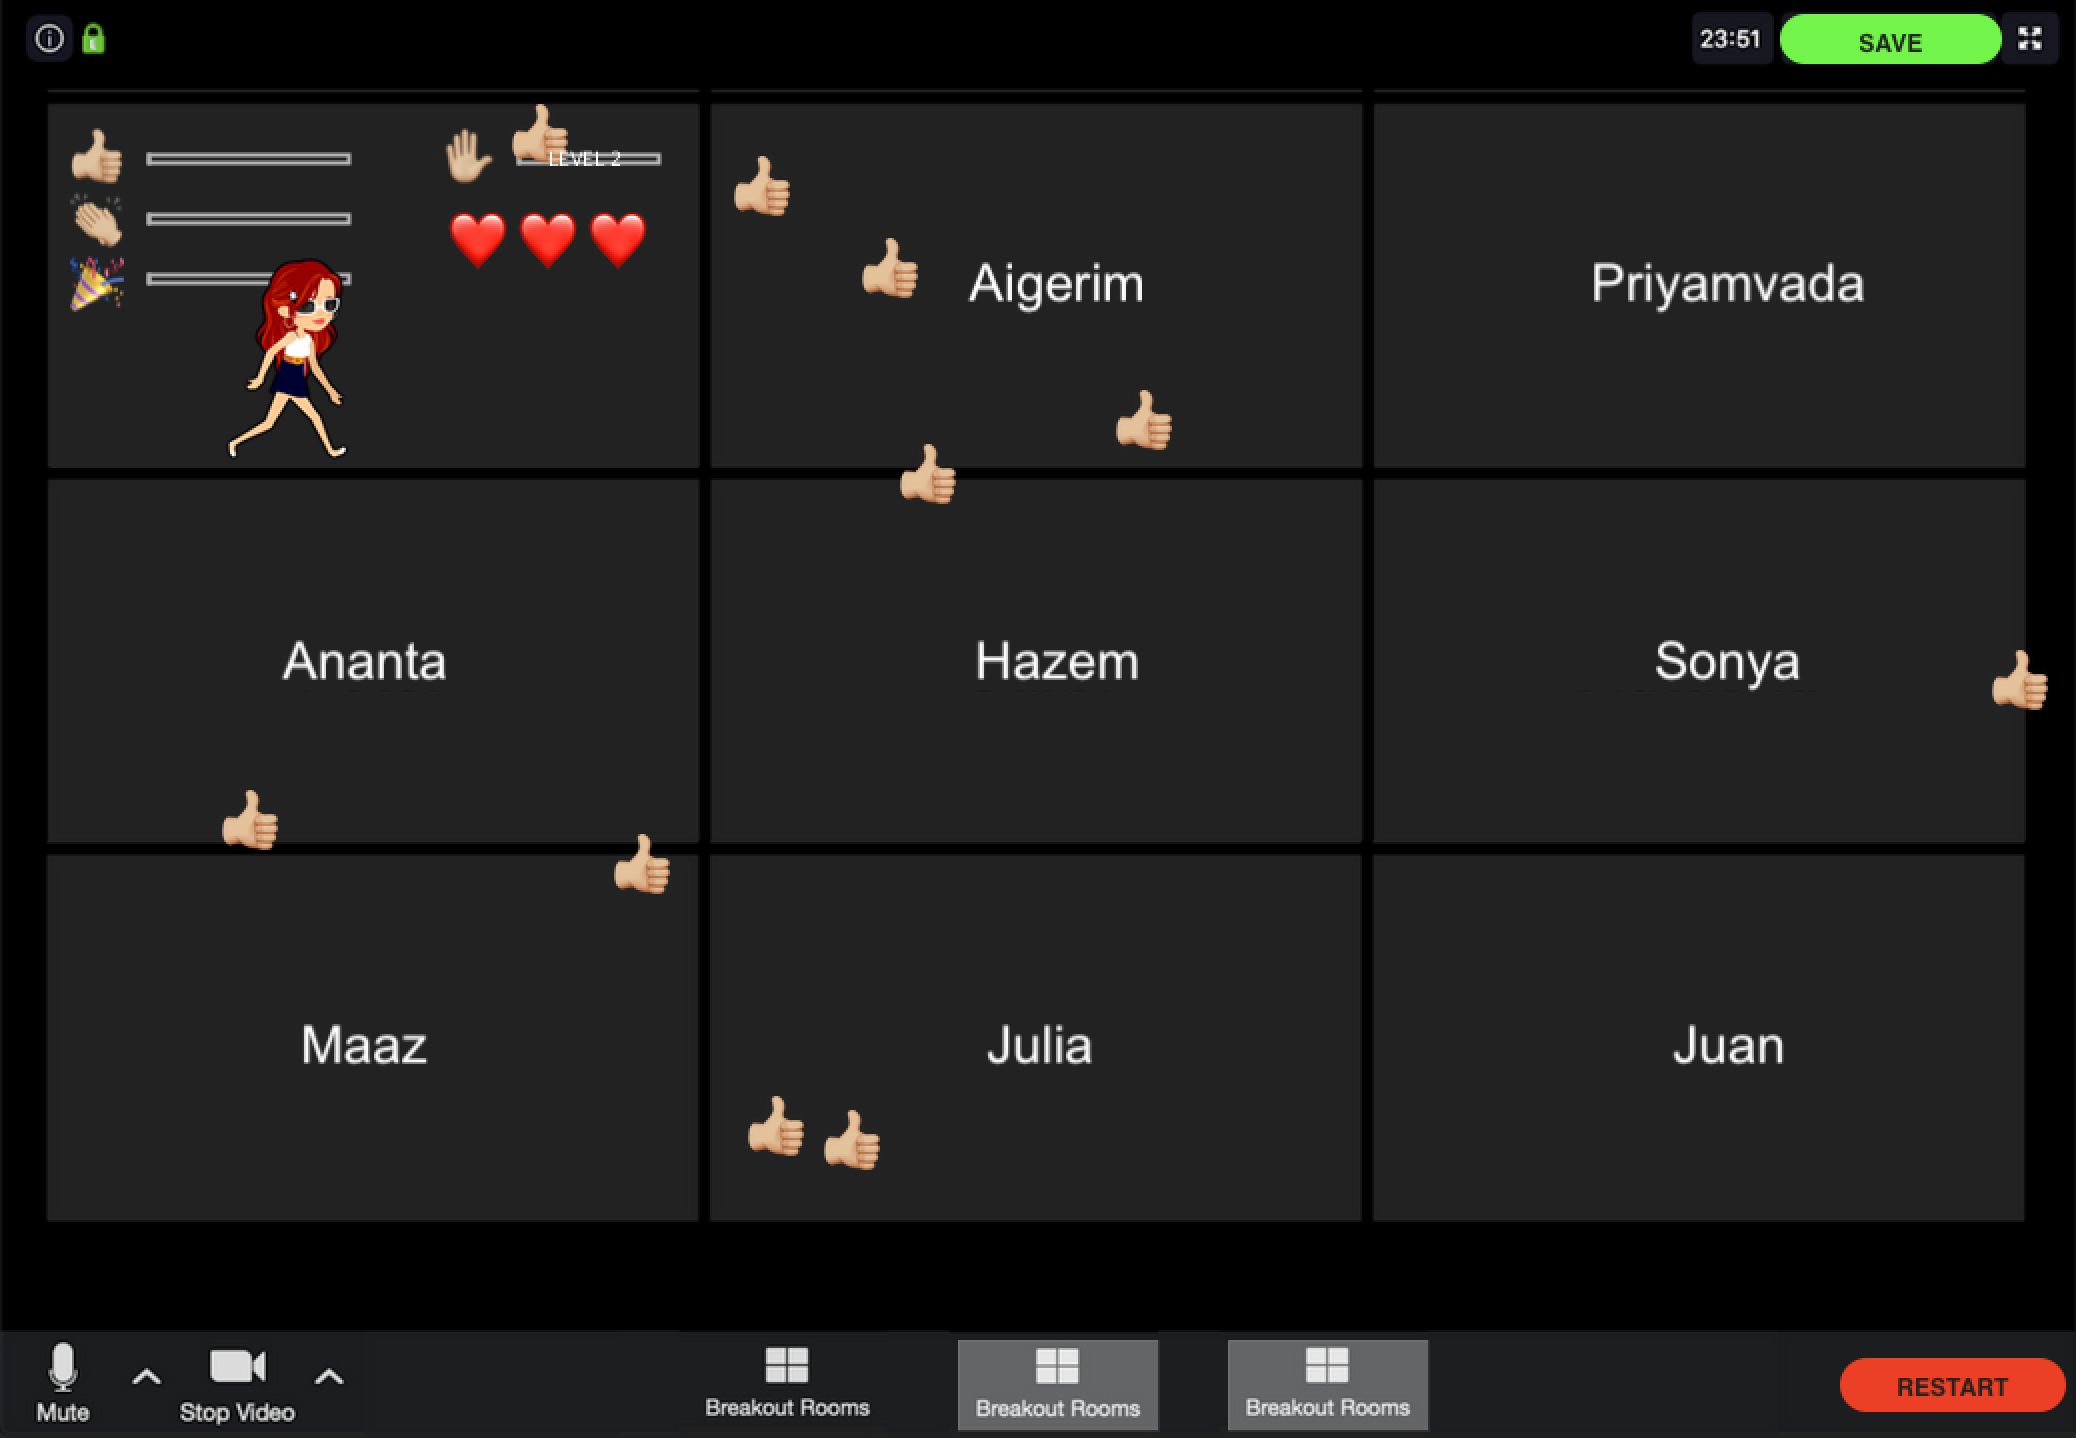 23:51
SAVE
LEVEL 2
Aigerim
Priyamvada
Ananta
Hazem
Sonya
Maaz
Julia
Juan
Mute
Stop Video
Breakout Rooms
Breakout Rooms
Breakout Rooms
RESTART